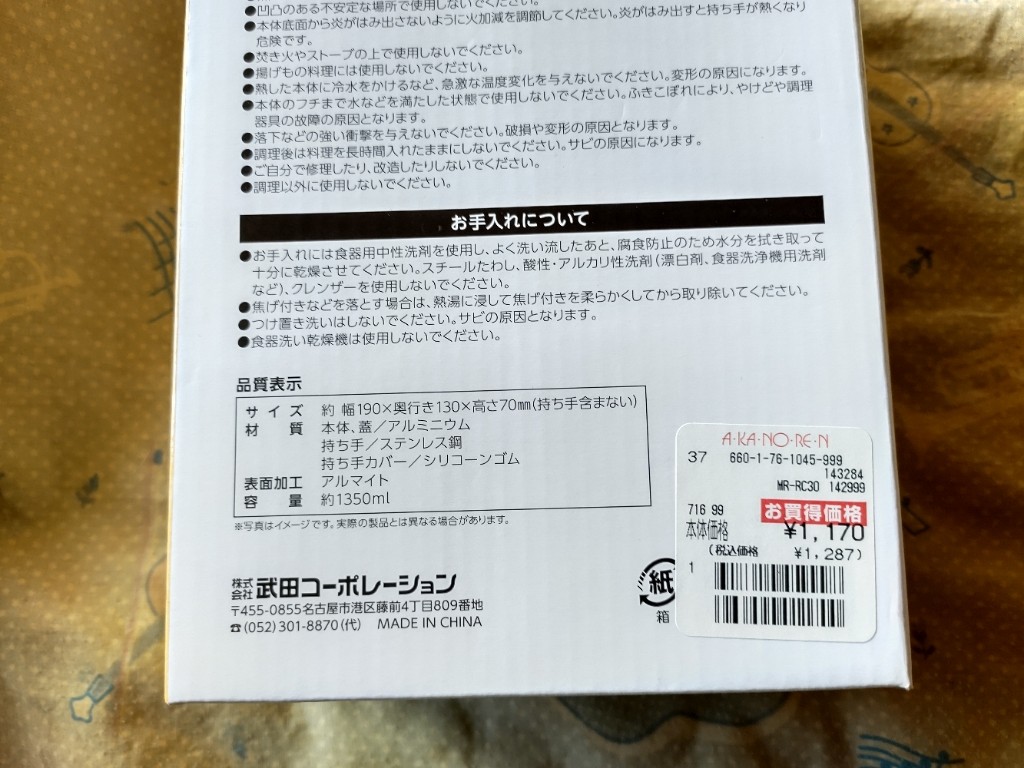 ●凹凸のある不安定な場所で使用しないでください。
●本体底面から炎がはみ出さないように火加減を調節してください。炎がはみ出すと持ち手が熱くなり
危険です。
●焚き火やストーブの上で使用しないでください。
●揚げもの料理には使用しないでください。
●熱した本体に冷水をかけるなど、急激な温度変化を与えないでください。変形の原因になります。
●本体のフチまで水などを満たした状態で使用しないでください。ふきこぼれにより、やけどや調理
器具の故障の原因となります。
●落下などの強い衝撃を与えないでください。破損や変形の原因となります。
●調理後は料理を長時間入れたままにしないでください。サビの原因になります。
●ご自分で修理したり、改造したりしないでください。
●調理以外に使用しないでください。
お手入れについて
●お手入れには食器用中性洗剤を使用し、よく洗い流したあと、腐食防止のため水分を拭き取って
十分に乾燥させてください。スチールたわし、酸性・アルカリ性洗剤(漂白剤、食器洗浄機用洗剤
など)、クレンザーを使用しないでください。
●焦げ付きなどを落とす場合は、熱湯に浸して焦げ付きを柔らかくしてから取り除いてください。
●つけ置き洗いはしないでください。サビの原因となります。
●食器洗い乾燥機は使用しないでください。
品質表示
サイズ 約 幅190×奥行き130×高さ70㎜(持ち手含まない)
材質 本体、蓋／アルミニウム
持ち手／ステンレス鋼
持ち手カバー／シリコーンゴム
表面加工 アルマイト
容量 約1350ml
※写真はイメージです。実際の製品とは異なる場合があります。
株式会社 武田コーポレーション
〒455-0855名古屋市港区藤前4丁目809番地
☎(052)301-8870(代) MADE IN CHINA
紙
箱
A・KA・NO・RE・N
37 660-1-76-1045-999
143284
MR-RC30 142999
お買得価格
716 99
本体価格 ¥1,170
(税込価格 ¥1,287)
1